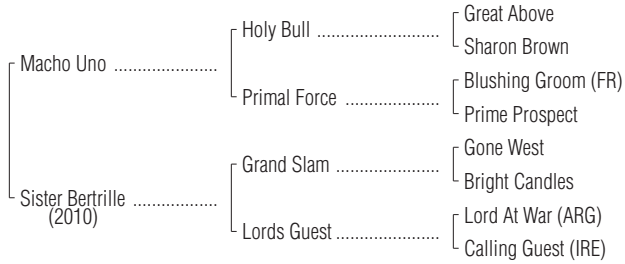 Great Above
Holy Bull ....................
Sharon Brown
Macho Uno ....................
Blushing Groom (FR)
Primal Force ....................
Prime Prospect
Gone West
Grand Slam ....................
Bright Candles
Sister Bertrille ....................
(2010)
Lord At War (ARG)
Lords Guest ....................
Calling Guest (IRE)